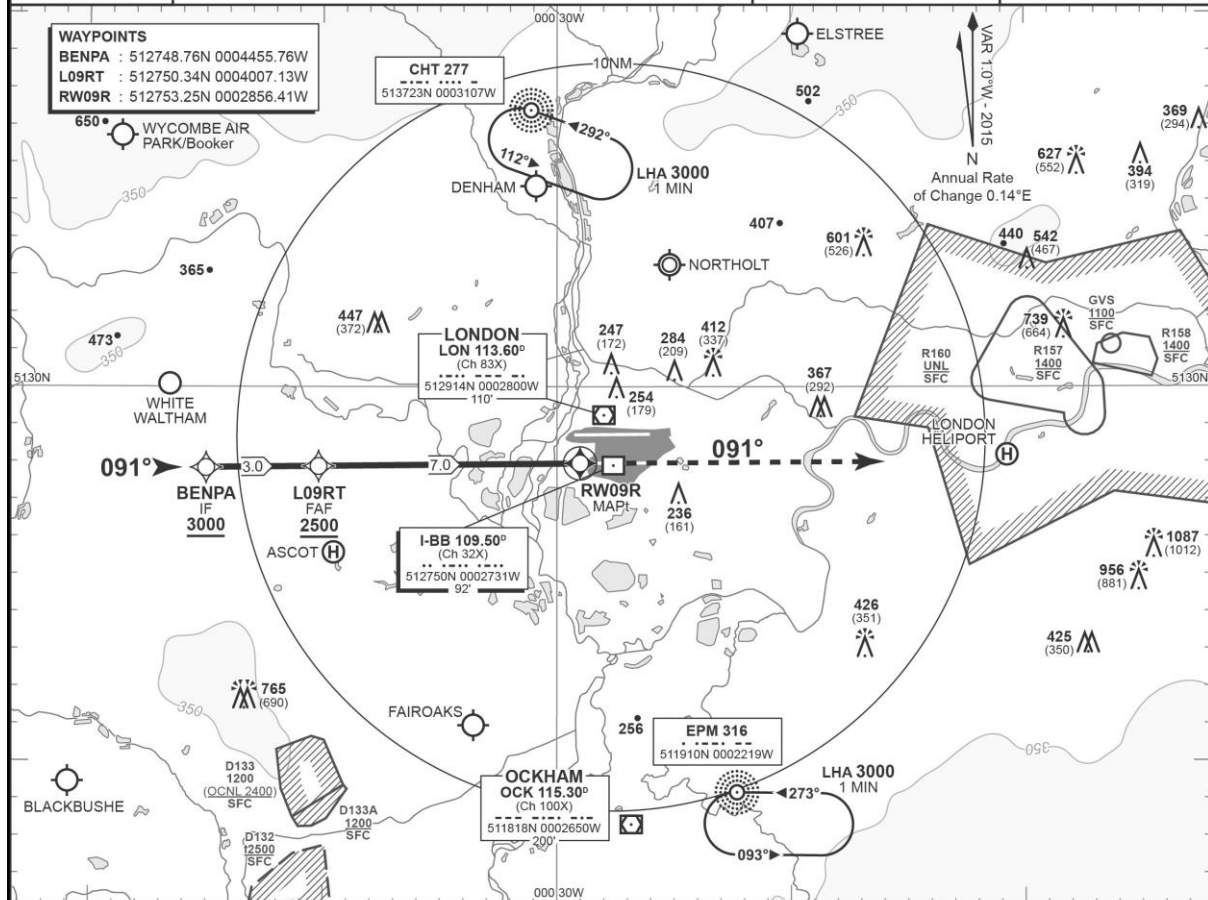 000 30W
WAYPOINTS
BENPA : 512748.76N 0004455.76W
L09RT : 512750.34N 0004007.13W
RW09R : 512753.25N 0002856.41W
CHT 277
513723N 0003107W
10NM
ELSTREE
VAR 1.0°W - 2015
N
Annual Rate
of Change 0.14°E
502
350
369
(294)
650
WYCOMBE AIR
PARK/Booker
350
292°
112°
LHA 3000
1 MIN
DENHAM
627
(552)
394
(319)
407
601
(526)
440
542
(467)
365
NORTHOLT
447
(372)
473
350
LONDON
LON 113.60ᴰ
(Ch 83X)
512914N 0002800W
110'
247
(172)
284
(209)
412
(337)
254
(179)
367
(292)
739
(664)
GVS
1100
SFC
R160
UNL
SFC
R157
1400
SFC
R158
1400
SFC
5130N
5130N
WHITE
WALTHAM
LONDON
HELIPORT
H
091°
3.0
7.0
091°
BENPA
IF
3000
L09RT
FAF
2500
RW09R
MAPt
ASCOT H
I-BB 109.50ᴰ
(Ch 32X)
512750N 0002731W
92'
236
(161)
1087
(1012)
956
(881)
426
(351)
425
(350)
350
765
(690)
FAIROAKS
256
EPM 316
511910N 0002219W
350
D133
1200
(OCNL 2400)
SFC
BLACKBUSHE
D133A
1200
SFC
D132
12500
SFC
OCKHAM
OCK 115.30ᴰ
(Ch 100X)
511818N 0002650W
200'
LHA 3000
1 MIN
273°
093°
000 30W